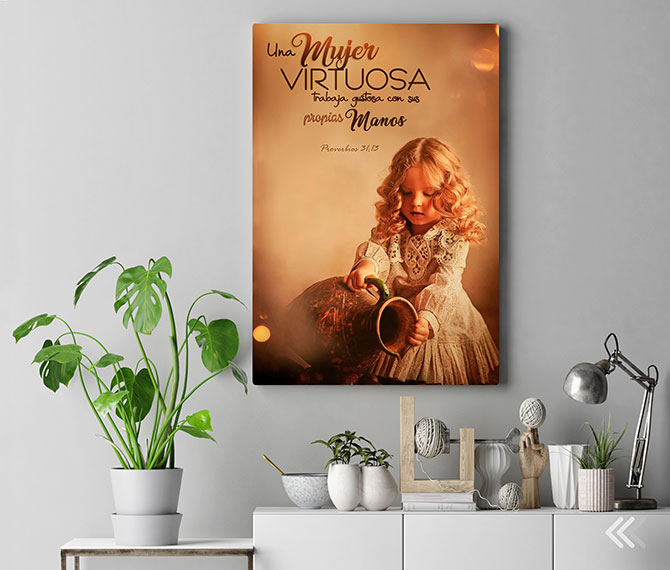 Una Mujer
VIRTUOSA
trabaja gustosa con sus
propias Manos
Proverbios 31;13